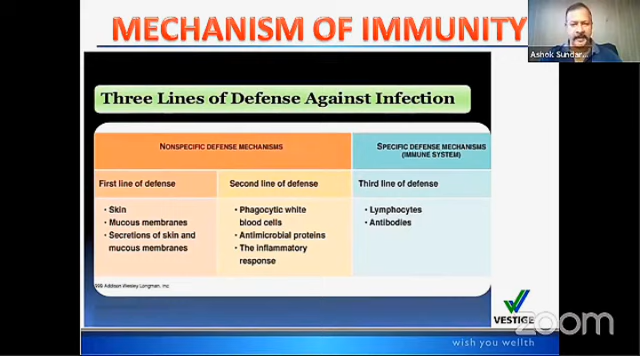 MECHANISM OF IMMUNITY
Ashok Sundar...
Three Lines of Defense Against Infection
NONSPECIFIC DEFENSE MECHANISMS
SPECIFIC DEFENSE MECHANISMS
(IMMUNE SYSTEM)
First line of defense
Second line of defense
Third line of defense
• Skin
• Mucous membranes
• Secretions of skin and
mucous membranes
• Phagocytic white
blood cells
• Antimicrobial proteins
• The inflammatory
response
• Lymphocytes
• Antibodies
Addison Wesley Longman, Inc
VESTIGE
zoom
wish you wellth